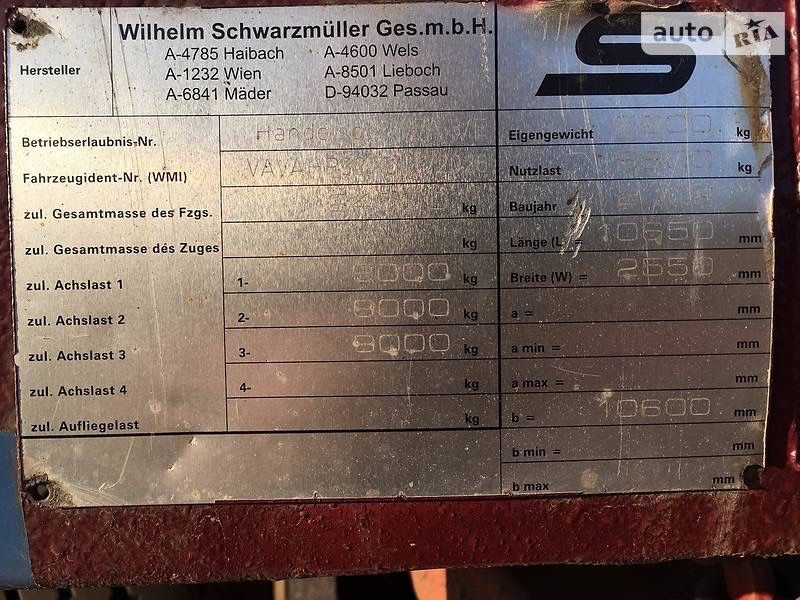 Hersteller
Wilhelm Schwarzmüller Ges.m.b.H.
A-4785 Haibach A-4600 Wels
A-1232 Wien A-8501 Lieboch
A-6841 Mäder D-94032 Passau
auto RIA
Betriebserlaubnis-Nr.
Fahrzeugident-Nr. (WMI)
zul. Gesamtmasse des Fzgs. kg
zul. Gesamtmasse des Zuges kg
zul. Achslast 1 1- 9000 kg
zul. Achslast 2 2- 9000 kg
zul. Achslast 3 3- 9000 kg
zul. Achslast 4 4- kg
zul. Aufliegelast kg
Eigengewicht kg
Nutzlast kg
Baujahr
Länge (L) = 10650 mm
Breite (W) = 2550 mm
a = mm
a min = mm
a max = mm
b = 10600 mm
b min = mm
b max mm